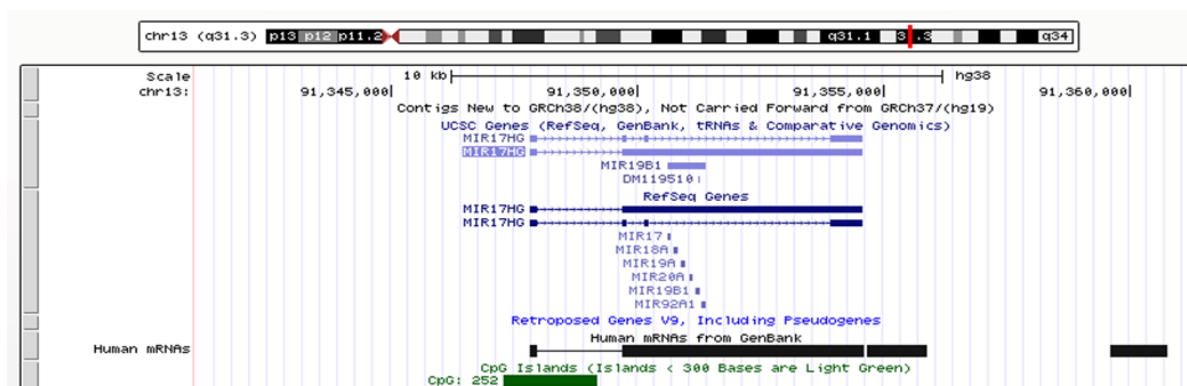 chr13 (q31.3) p13 p12 p11.2 q31.1 31.3 q34
Scale 10 kb hg38
chr13: 91,345,000 91,350,000 91,355,000 91,360,000
Contigs New to GRCh38/(hg38), Not Carried Forward from GRCh37/(hg19)
UCSC Genes (RefSeq, GenBank, tRNAs & Comparative Genomics)
MIR17HG
MIR17HG
MIR19B1
DM119510
RefSeq Genes
MIR17HG
MIR17HG
MIR17
MIR18A
MIR19A
MIR20A
MIR19B1
MIR92A1
Retroposed Genes V9, Including Pseudogenes
Human mRNAs from GenBank
Human mRNAs
CpG Islands (Islands < 300 Bases are Light Green)
CpG: 252